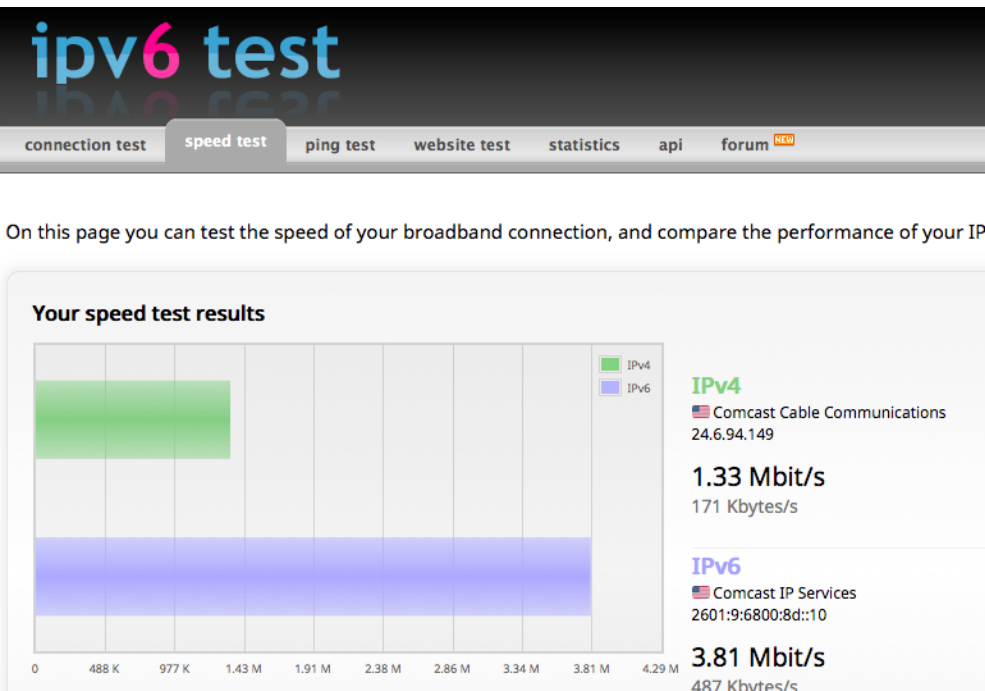 ipv6 test
connection test speed test ping test website test statistics api forum NEW
On this page you can test the speed of your broadband connection, and compare the performance of your IP
Your speed test results
IPv4
IPv6
0 488 K 977 K 1.43 M 1.91 M 2.38 M 2.86 M 3.34 M 3.81 M 4.29 M
IPv4
Comcast Cable Communications
24.6.94.149
1.33 Mbit/s
171 Kbytes/s
IPv6
Comcast IP Services
2601:9:6800:8d::10
3.81 Mbit/s
487 Kbytes/s